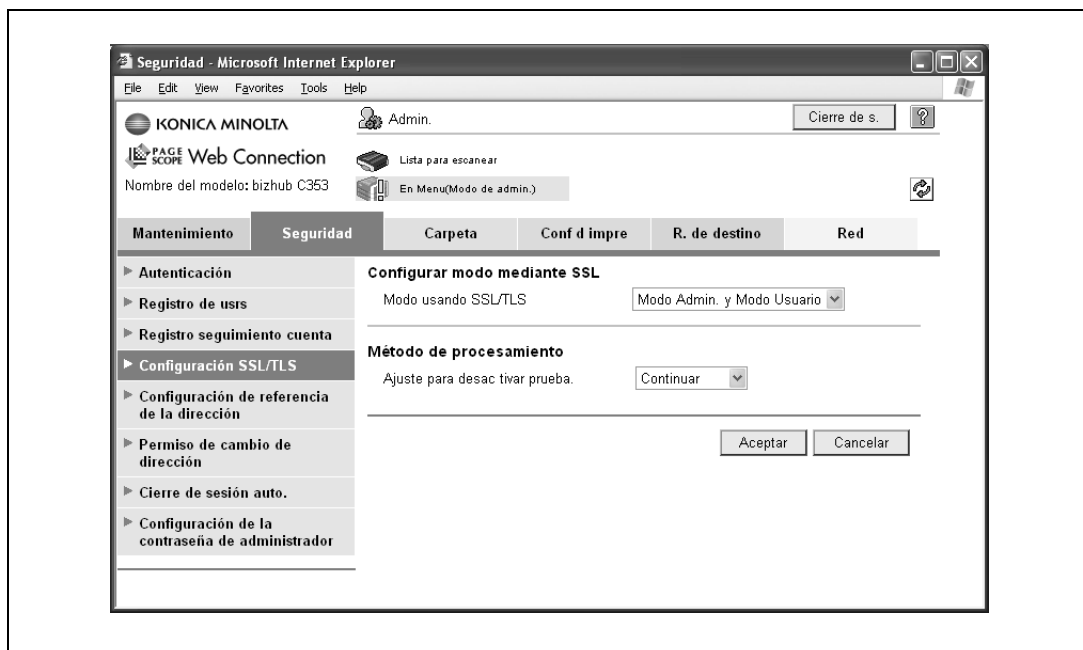 Seguridad - Microsoft Internet Explorer
File Edit View Favorites Tools Help
KONICA MINOLTA
Admin.
Cierre de s.
?
PAGE SCOPE Web Connection
Lista para escanear
Nombre del modelo: bizhub C353
En Menu(Modo de admin.)
Mantenimiento Seguridad Carpeta Conf d impre R. de destino Red
Autenticación
Registro de usrs
Registro seguimiento cuenta
Configuración SSL/TLS
Configuración de referencia
de la dirección
Permiso de cambio de
dirección
Cierre de sesión auto.
Configuración de la
contraseña de administrador
Configurar modo mediante SSL
Modo usando SSL/TLS Modo Admin. y Modo Usuario
Método de procesamiento
Ajuste para desac tivar prueba. Continuar
Aceptar Cancelar